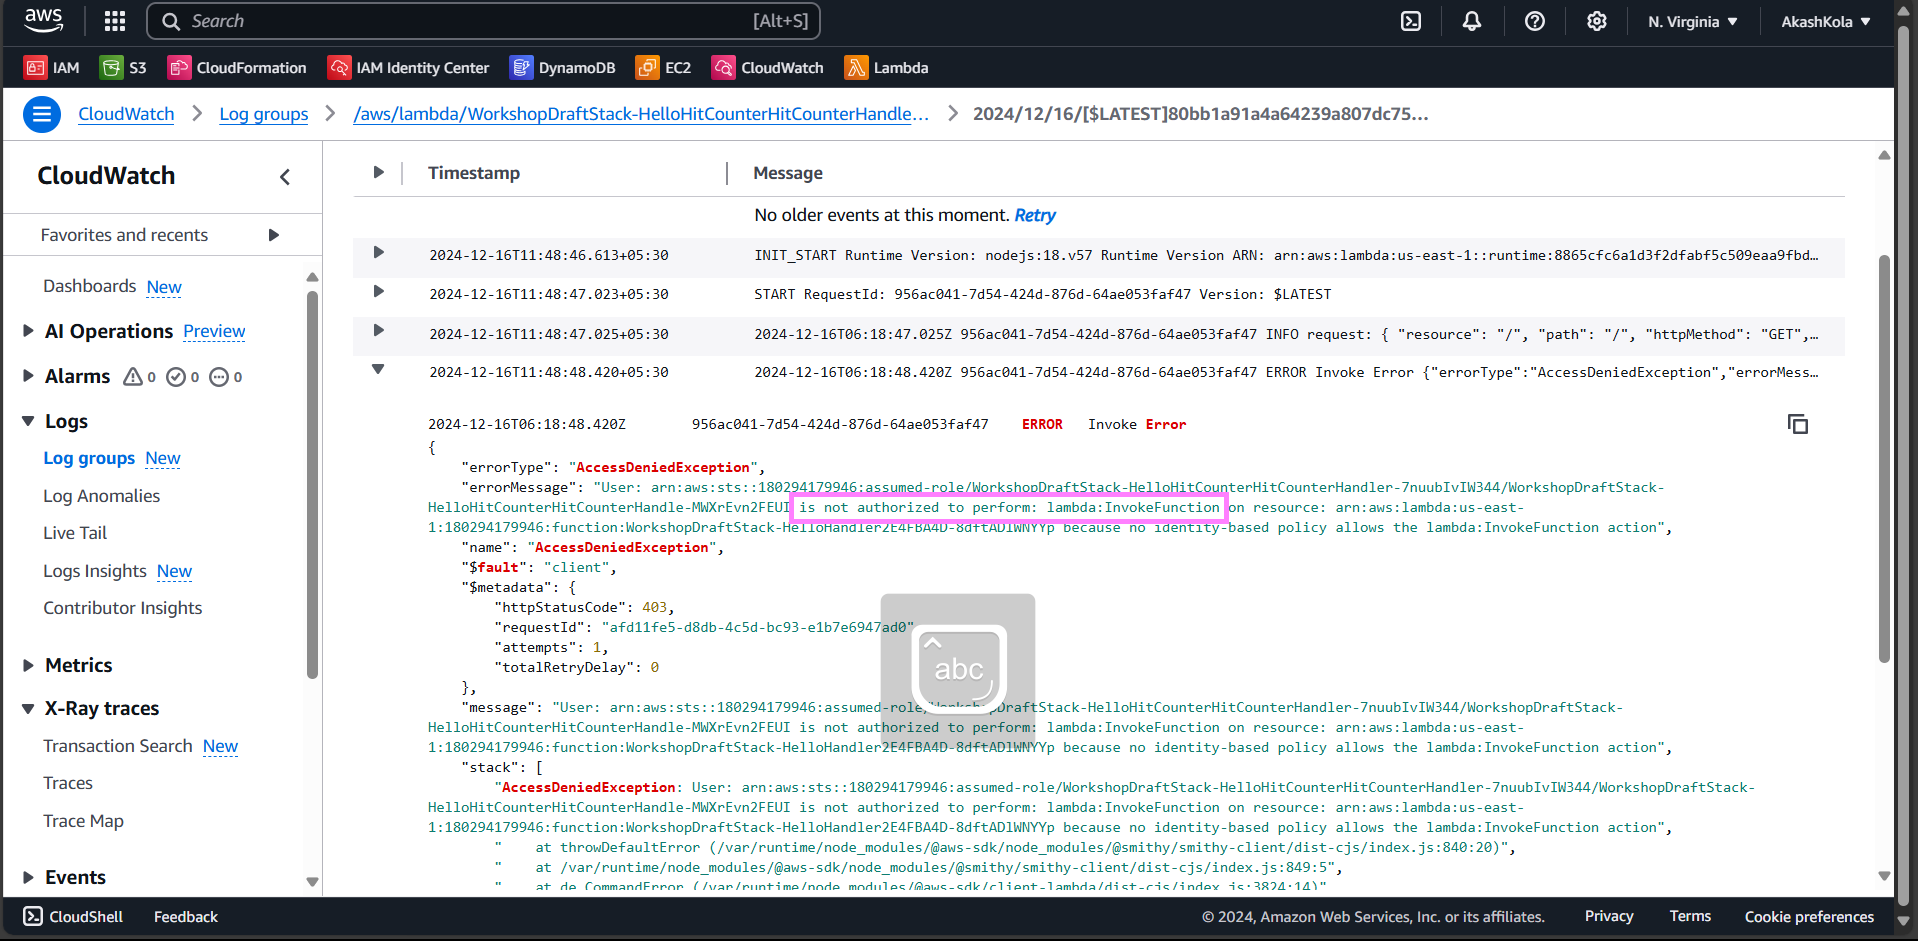 aws
Search [Alt+S]
N. Virginia
AkashKola
IAM S3 CloudFormation IAM Identity Center DynamoDB EC2 CloudWatch Lambda
CloudWatch
Log groups
/aws/lambda/WorkshopDraftStack-HelloHitCounterHitCounterHandle...
2024/12/16/[$LATEST]80bb1a91a4a64239a807dc75...
CloudWatch
Favorites and recents
Dashboards New
AI Operations Preview
Alarms 0 0 0
Logs
Log groups New
Log Anomalies
Live Tail
Logs Insights New
Contributor Insights
Metrics
X-Ray traces
Transaction Search New
Traces
Trace Map
Events
Timestamp Message
No older events at this moment. Retry
2024-12-16T11:48:46.613+05:30 INIT_START Runtime Version: nodejs:18.v57 Runtime Version ARN: arn:aws:lambda:us-east-1::runtime:8865cfc6a1d3f2dfabf5c509eaa9fbd...
2024-12-16T11:48:47.023+05:30 START RequestId: 956ac041-7d54-424d-876d-64ae053faf47 Version: $LATEST
2024-12-16T11:48:47.025+05:30 2024-12-16T06:18:47.025Z 956ac041-7d54-424d-876d-64ae053faf47 INFO request: { "resource": "/", "path": "/", "httpMethod": "GET",...
2024-12-16T11:48:48.420+05:30 2024-12-16T06:18:48.420Z 956ac041-7d54-424d-876d-64ae053faf47 ERROR Invoke Error {"errorType":"AccessDeniedException","errorMess...
2024-12-16T06:18:48.420Z 956ac041-7d54-424d-876d-64ae053faf47 ERROR Invoke Error
{
"errorType": "AccessDeniedException",
"errorMessage": "User: arn:aws:sts::180294179946:assumed-role/WorkshopDraftStack-HelloHitCounterHitCounterHandler-7nuubIvIW344/WorkshopDraftStack-
HelloHitCounterHitCounterHandle-MWXrEvn2FEUI is not authorized to perform: lambda:InvokeFunction on resource: arn:aws:lambda:us-east-
1:180294179946:function:WorkshopDraftStack-HelloHandler2E4FBA4D-8dftADlWNYYp because no identity-based policy allows the lambda:InvokeFunction action",
"name": "AccessDeniedException",
"$fault": "client",
"$metadata": {
"httpStatusCode": 403,
"requestId": "afd11fe5-d8db-4c5d-bc93-e1b7e6947ad0"
"attempts": 1,
"totalRetryDelay": 0
},
abc
"message": "User: arn:aws:sts::180294179946:assumed-role/WorkshopDraftStack-HelloHitCounterHitCounterHandler-7nuubIvIW344/WorkshopDraftStack-
HelloHitCounterHitCounterHandle-MWXrEvn2FEUI is not authorized to perform: lambda:InvokeFunction on resource: arn:aws:lambda:us-east-
1:180294179946:function:WorkshopDraftStack-HelloHandler2E4FBA4D-8dftADlWNYYp because no identity-based policy allows the lambda:InvokeFunction action",
"stack": [
"AccessDeniedException: User: arn:aws:sts::180294179946:assumed-role/WorkshopDraftStack-HelloHitCounterHitCounterHandler-7nuubIvIW344/WorkshopDraftStack-
HelloHitCounterHitCounterHandle-MWXrEvn2FEUI is not authorized to perform: lambda:InvokeFunction on resource: arn:aws:lambda:us-east-
1:180294179946:function:WorkshopDraftStack-HelloHandler2E4FBA4D-8dftADlWNYYp because no identity-based policy allows the lambda:InvokeFunction action",
" at throwDefaultError (/var/runtime/node_modules/@aws-sdk/node_modules/@smithy/smithy-client/dist-cjs/index.js:840:20)",
" at /var/runtime/node_modules/@aws-sdk/node_modules/@smithy/smithy-client/dist-cjs/index.js:849:5",
" at de_CommandError (/var/runtime/node_modules/@aws-sdk/client-lambda/dist-cjs/index.js:3824:14)"
CloudShell Feedback
© 2024, Amazon Web Services, Inc. or its affiliates. Privacy Terms Cookie preferences